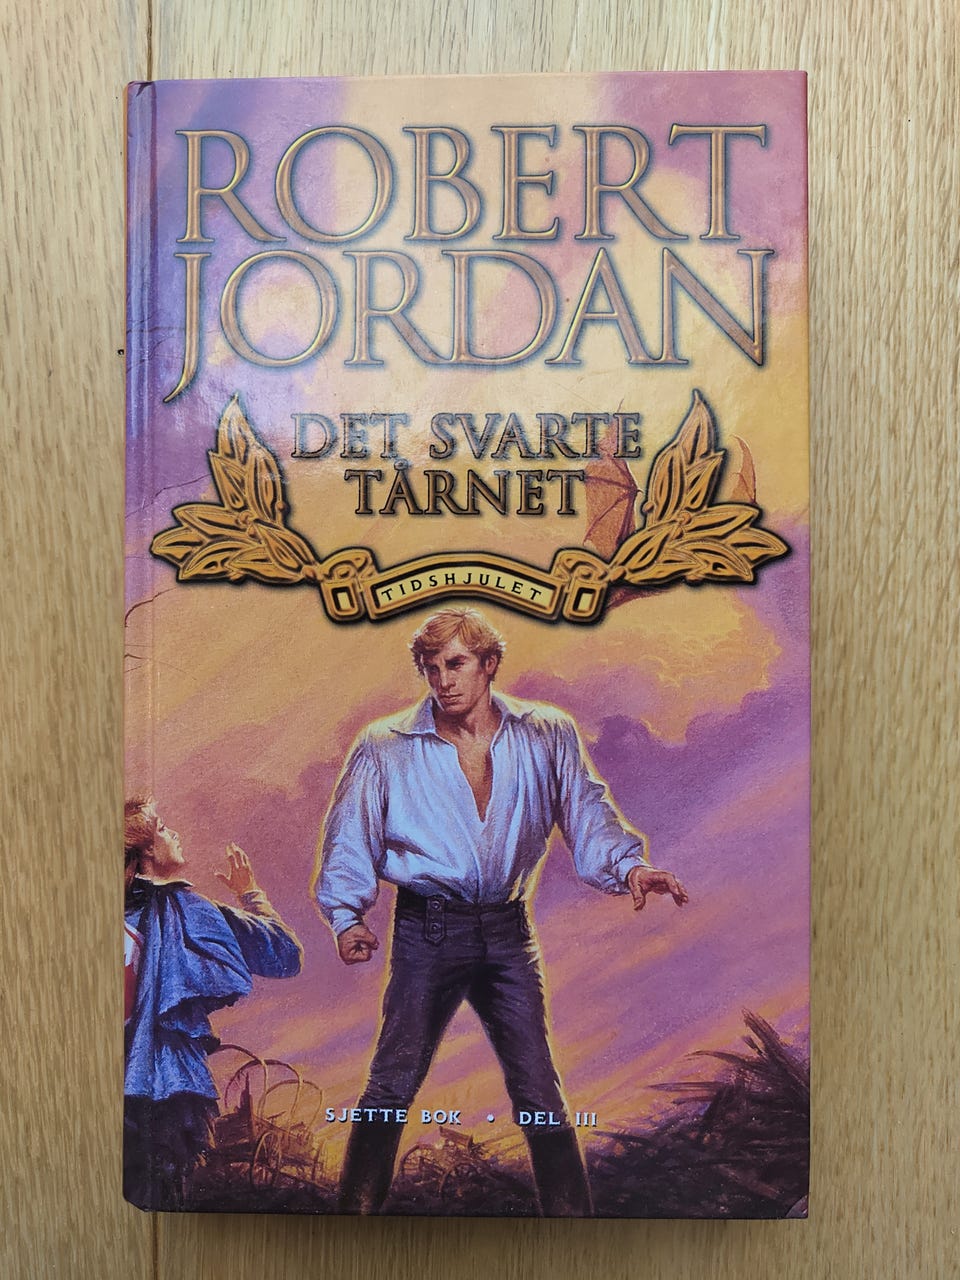 ROBERT
JORDAN
DET SVARTE
TÅRNET
TIDSHJULET
SJETTE BOK • DEL III